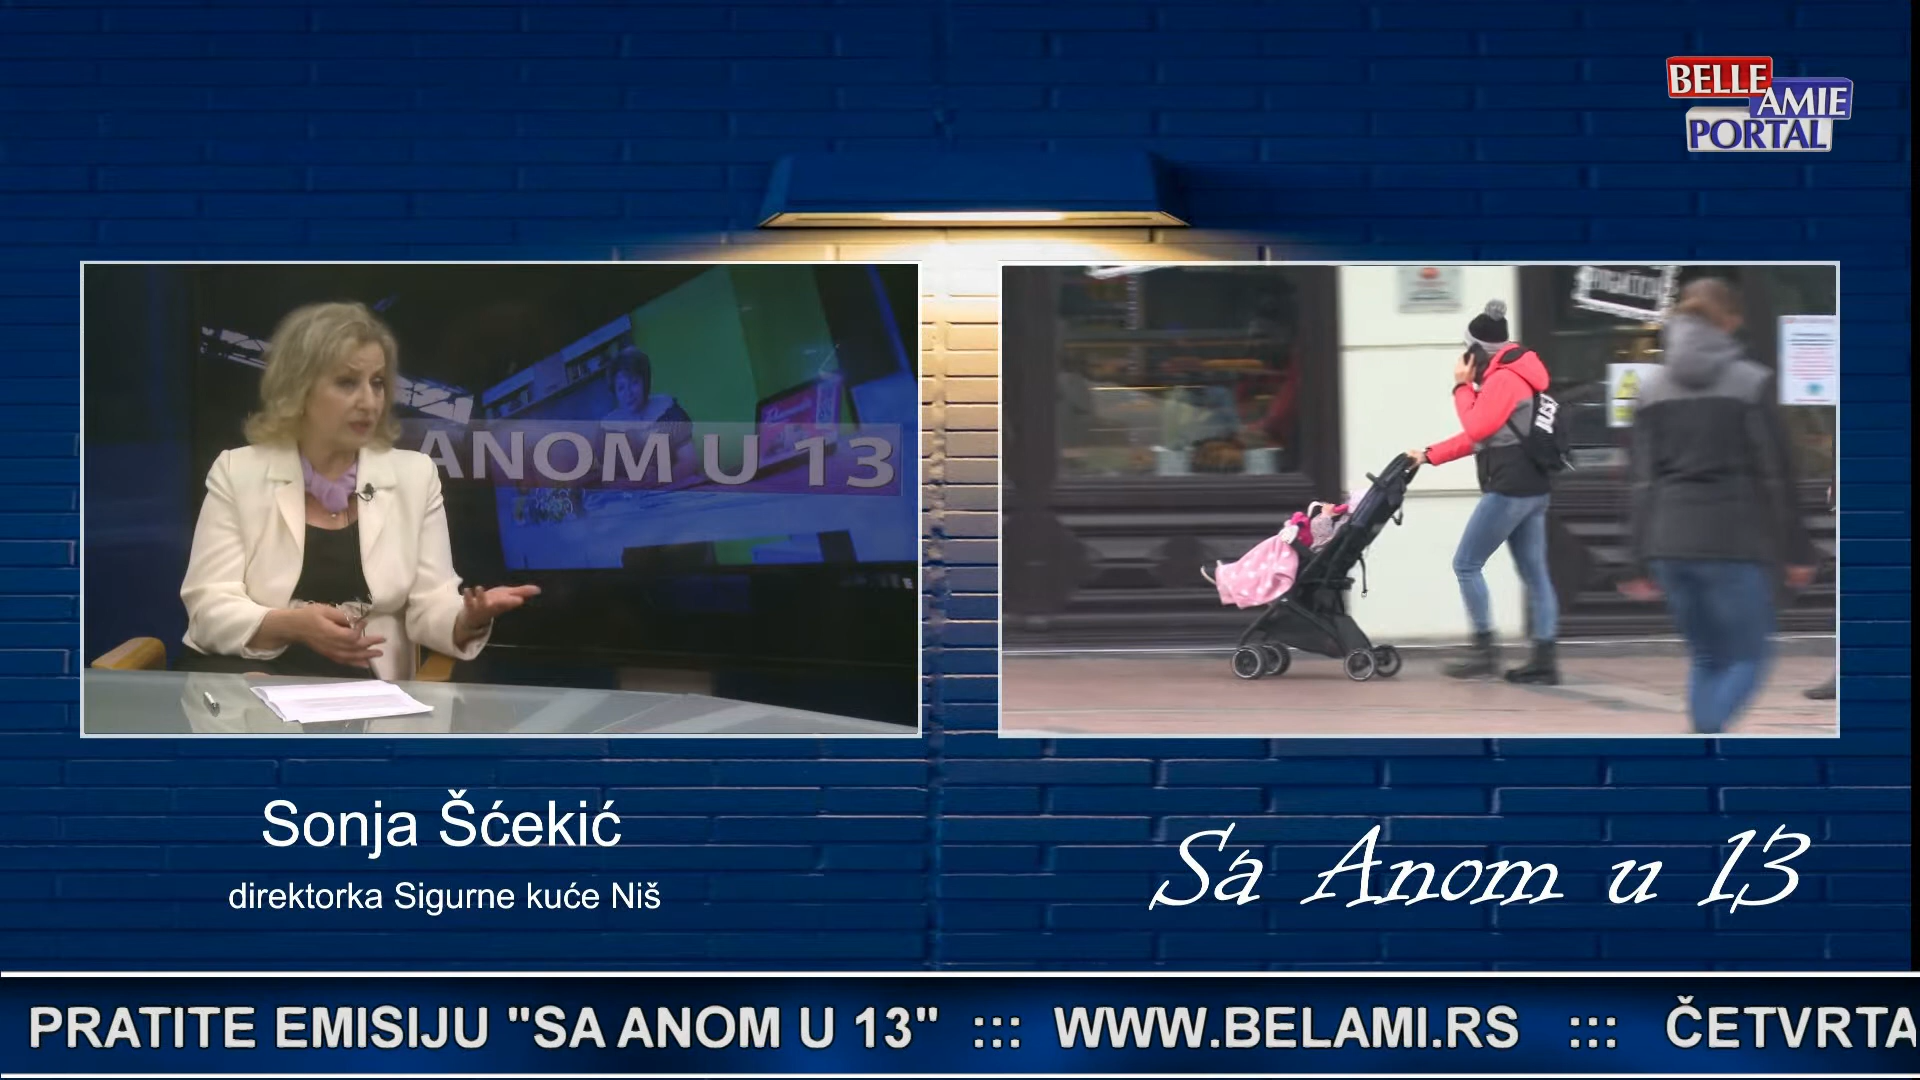 BELLE
AMIE
PORTAL
ANOM U 13
Sonja Šćekić
direktorka Sigurne kuće Niš
Sa Anom u 13
PRATITE EMISIJU "SA ANOM U 13" ::: WWW.BELAMI.RS ::: ČETVRTA